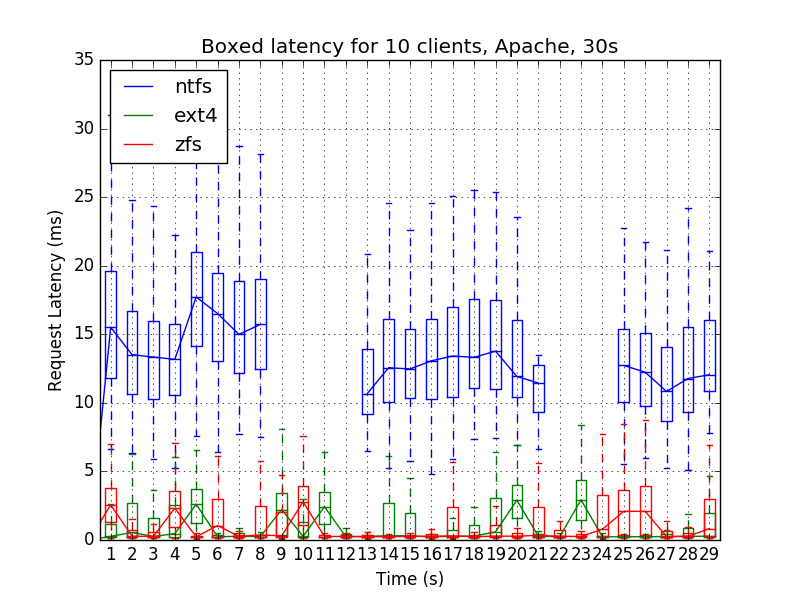 Boxed latency for 10 clients, Apache, 30s
35
30
25
20
15
10
5
0
Request Latency (ms)
ntfs
ext4
zfs
1 2 3 4 5 6 7 8 9 10 11 12 13 14 15 16 17 18 19 20 21 22 23 24 25 26 27 28 29
Time (s)